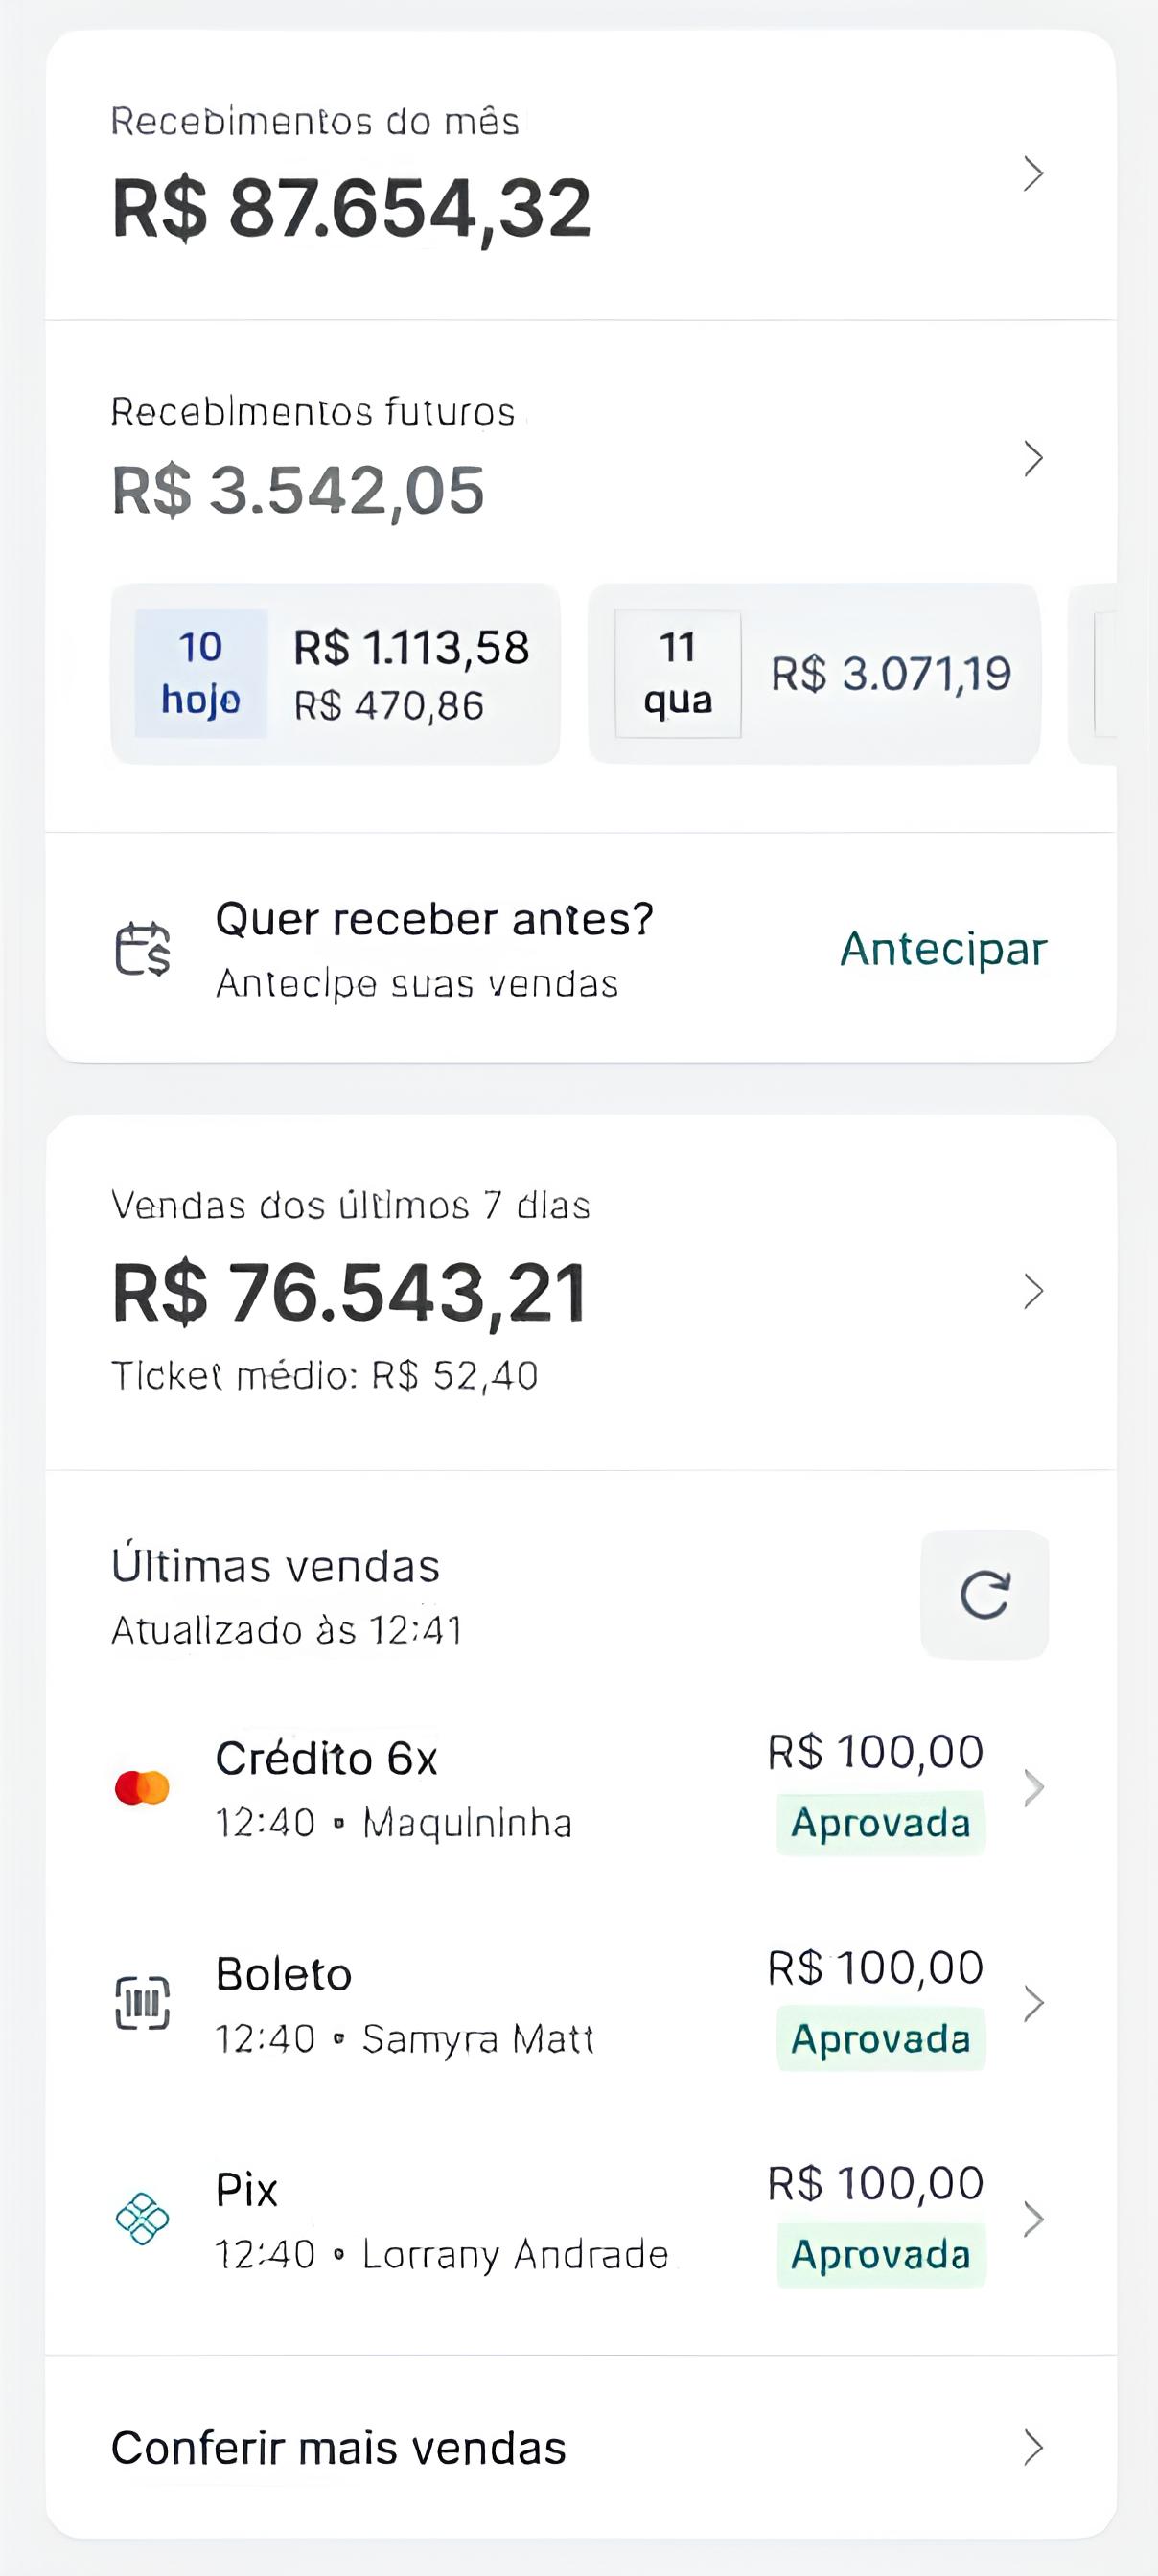 Recebimentos do mês
R$ 87.654,32
Recebimentos futuros
R$ 3.542,05
10
hoje
R$ 1.113,58
R$ 470,86
11
qua
R$ 3.071,19
Quer receber antes?
Antecipe suas vendas
Antecipar
Vendas dos últimos 7 dias
R$ 76.543,21
Ticket médio: R$ 52,40
Últimas vendas
Atualizado às 12:41
Crédito 6x
R$ 100,00
12:40 • Maquininha
Aprovada
Boleto
R$ 100,00
12:40 • Samyra Matt
Aprovada
Pix
R$ 100,00
12:40 • Lorrany Andrade
Aprovada
Conferir mais vendas